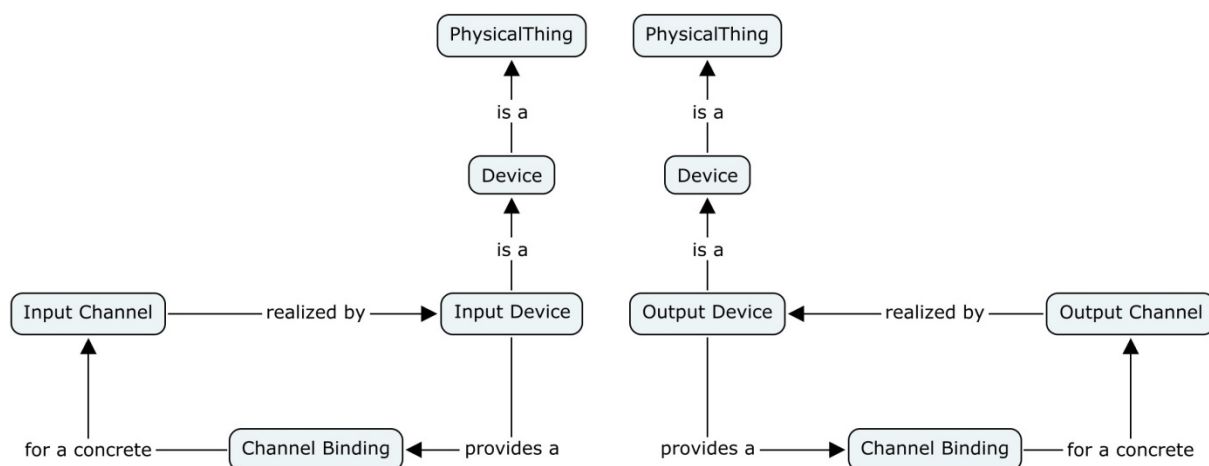 PhysicalThing PhysicalThing
is a is a
Device Device
is a is a
Input Channel realized by Input Device Output Device realized by Output Channel
for a concrete Channel Binding provides a provides a Channel Binding for a concrete